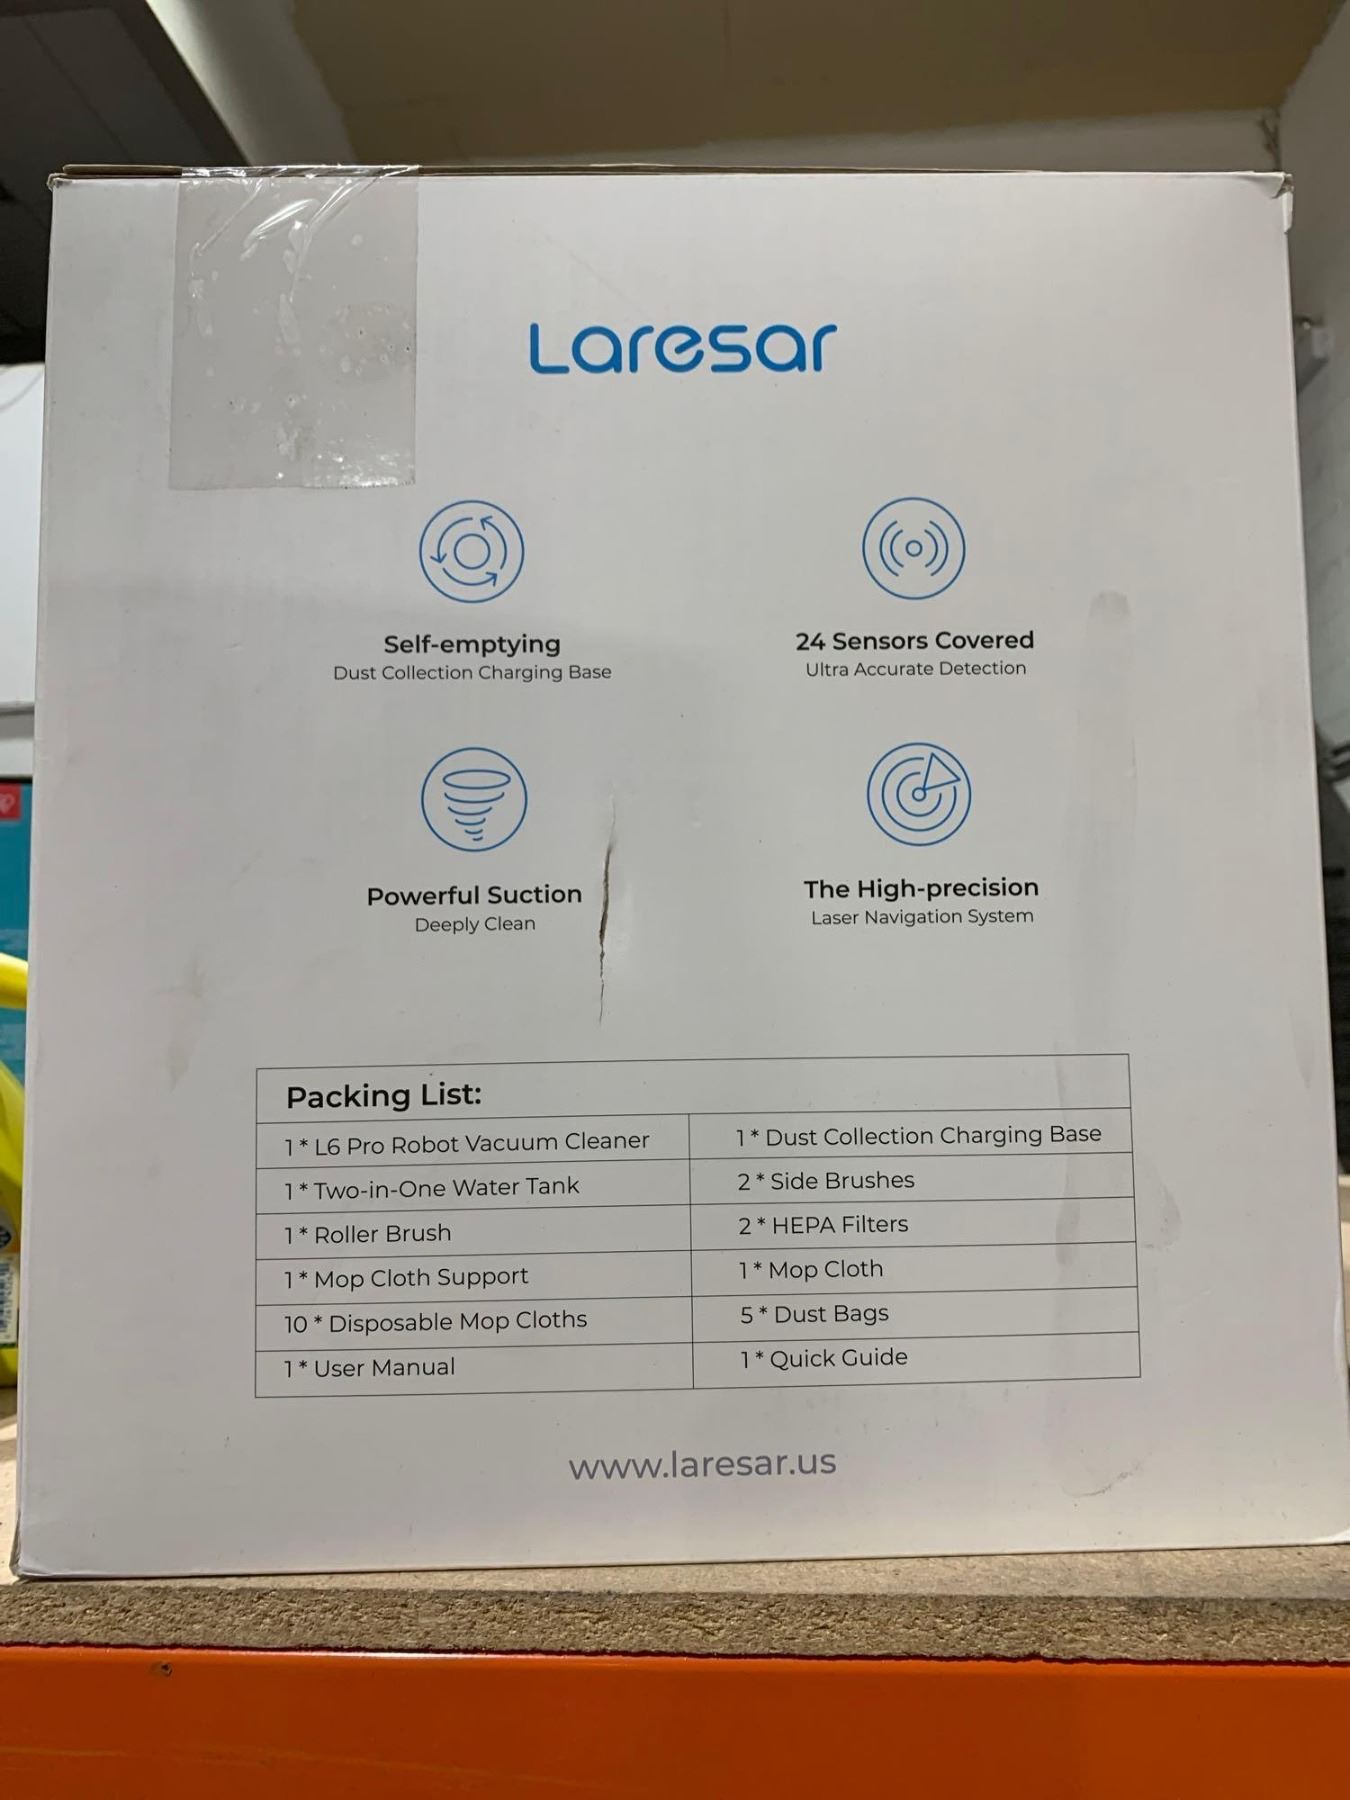 Laresar
Self-emptying
Dust Collection Charging Base
24 Sensors Covered
Ultra Accurate Detection
Powerful Suction
Deeply Clean
The High-precision
Laser Navigation System
Packing List:
1 * L6 Pro Robot Vacuum Cleaner
1 * Dust Collection Charging Base
1 * Two-in-One Water Tank
2 * Side Brushes
1 * Roller Brush
2 * HEPA Filters
1 * Mop Cloth Support
1 * Mop Cloth
10 * Disposable Mop Cloths
5 * Dust Bags
1 * User Manual
1 * Quick Guide
www.laresar.us